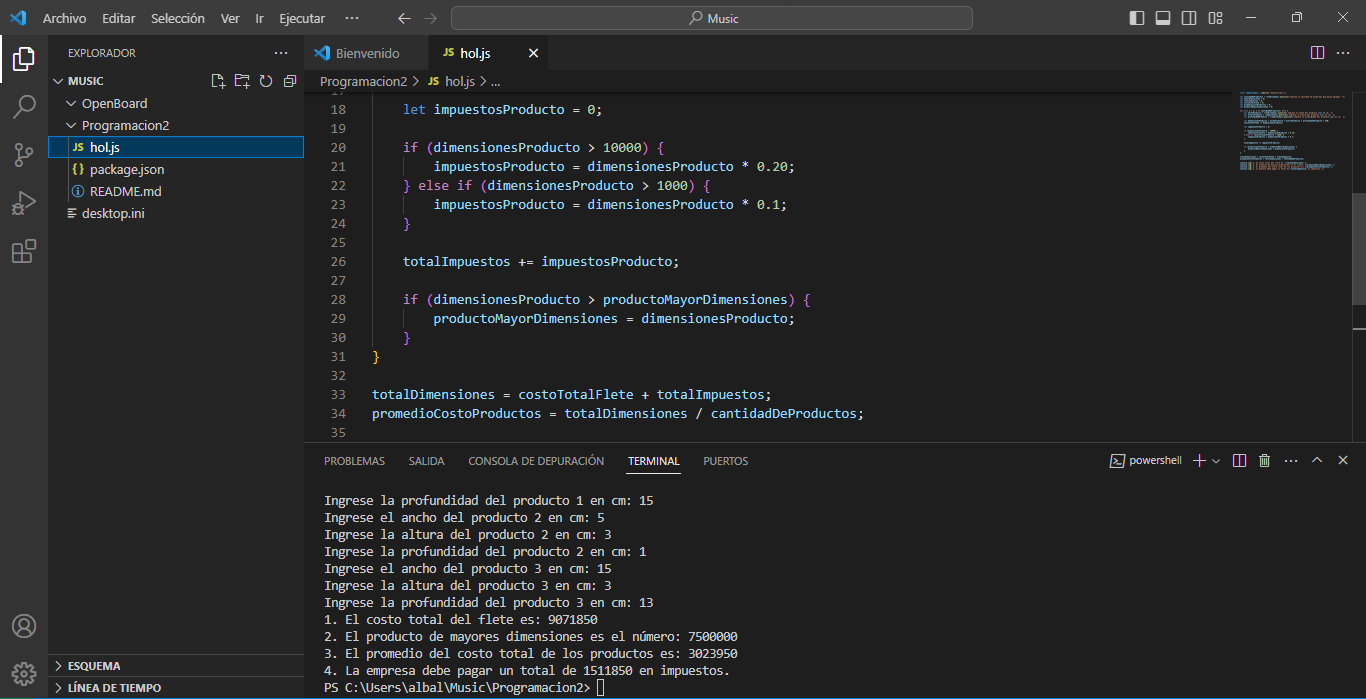 Archivo Editar Selección Ver Ir Ejecutar ··· Music
EXPLORADOR ···
MUSIC
OpenBoard
Programacion2
JS hol.js
{} package.json
README.md
desktop.ini
ESQUEMA
LÍNEA DE TIEMPO
Bienvenido JS hol.js
Programacion2 > JS hol.js > ...
17
18 let impuestosProducto = 0;
19
20 if (dimensionesProducto > 10000) {
21 impuestosProducto = dimensionesProducto * 0.20;
22 } else if (dimensionesProducto > 1000) {
23 impuestosProducto = dimensionesProducto * 0.1;
24 }
25
26 totalImpuestos += impuestosProducto;
27
28 if (dimensionesProducto > productoMayorDimensiones) {
29 productoMayorDimensiones = dimensionesProducto;
30 }
31 }
32
33 totalDimensiones = costoTotalFlete + totalImpuestos;
34 promedioCostoProductos = totalDimensiones / cantidadDeProductos;
35
PROBLEMAS SALIDA CONSOLA DE DEPURACIÓN TERMINAL PUERTOS powershell
Ingrese la profundidad del producto 1 en cm: 15
Ingrese el ancho del producto 2 en cm: 5
Ingrese la altura del producto 2 en cm: 3
Ingrese la profundidad del producto 2 en cm: 1
Ingrese el ancho del producto 3 en cm: 15
Ingrese la altura del producto 3 en cm: 3
Ingrese la profundidad del producto 3 en cm: 13
1. El costo total del flete es: 9071850
2. El producto de mayores dimensiones es el número: 7500000
3. El promedio del costo total de los productos es: 3023950
4. La empresa debe pagar un total de 1511850 en impuestos.
PS C:\Users\albal\Music\Programacion2>